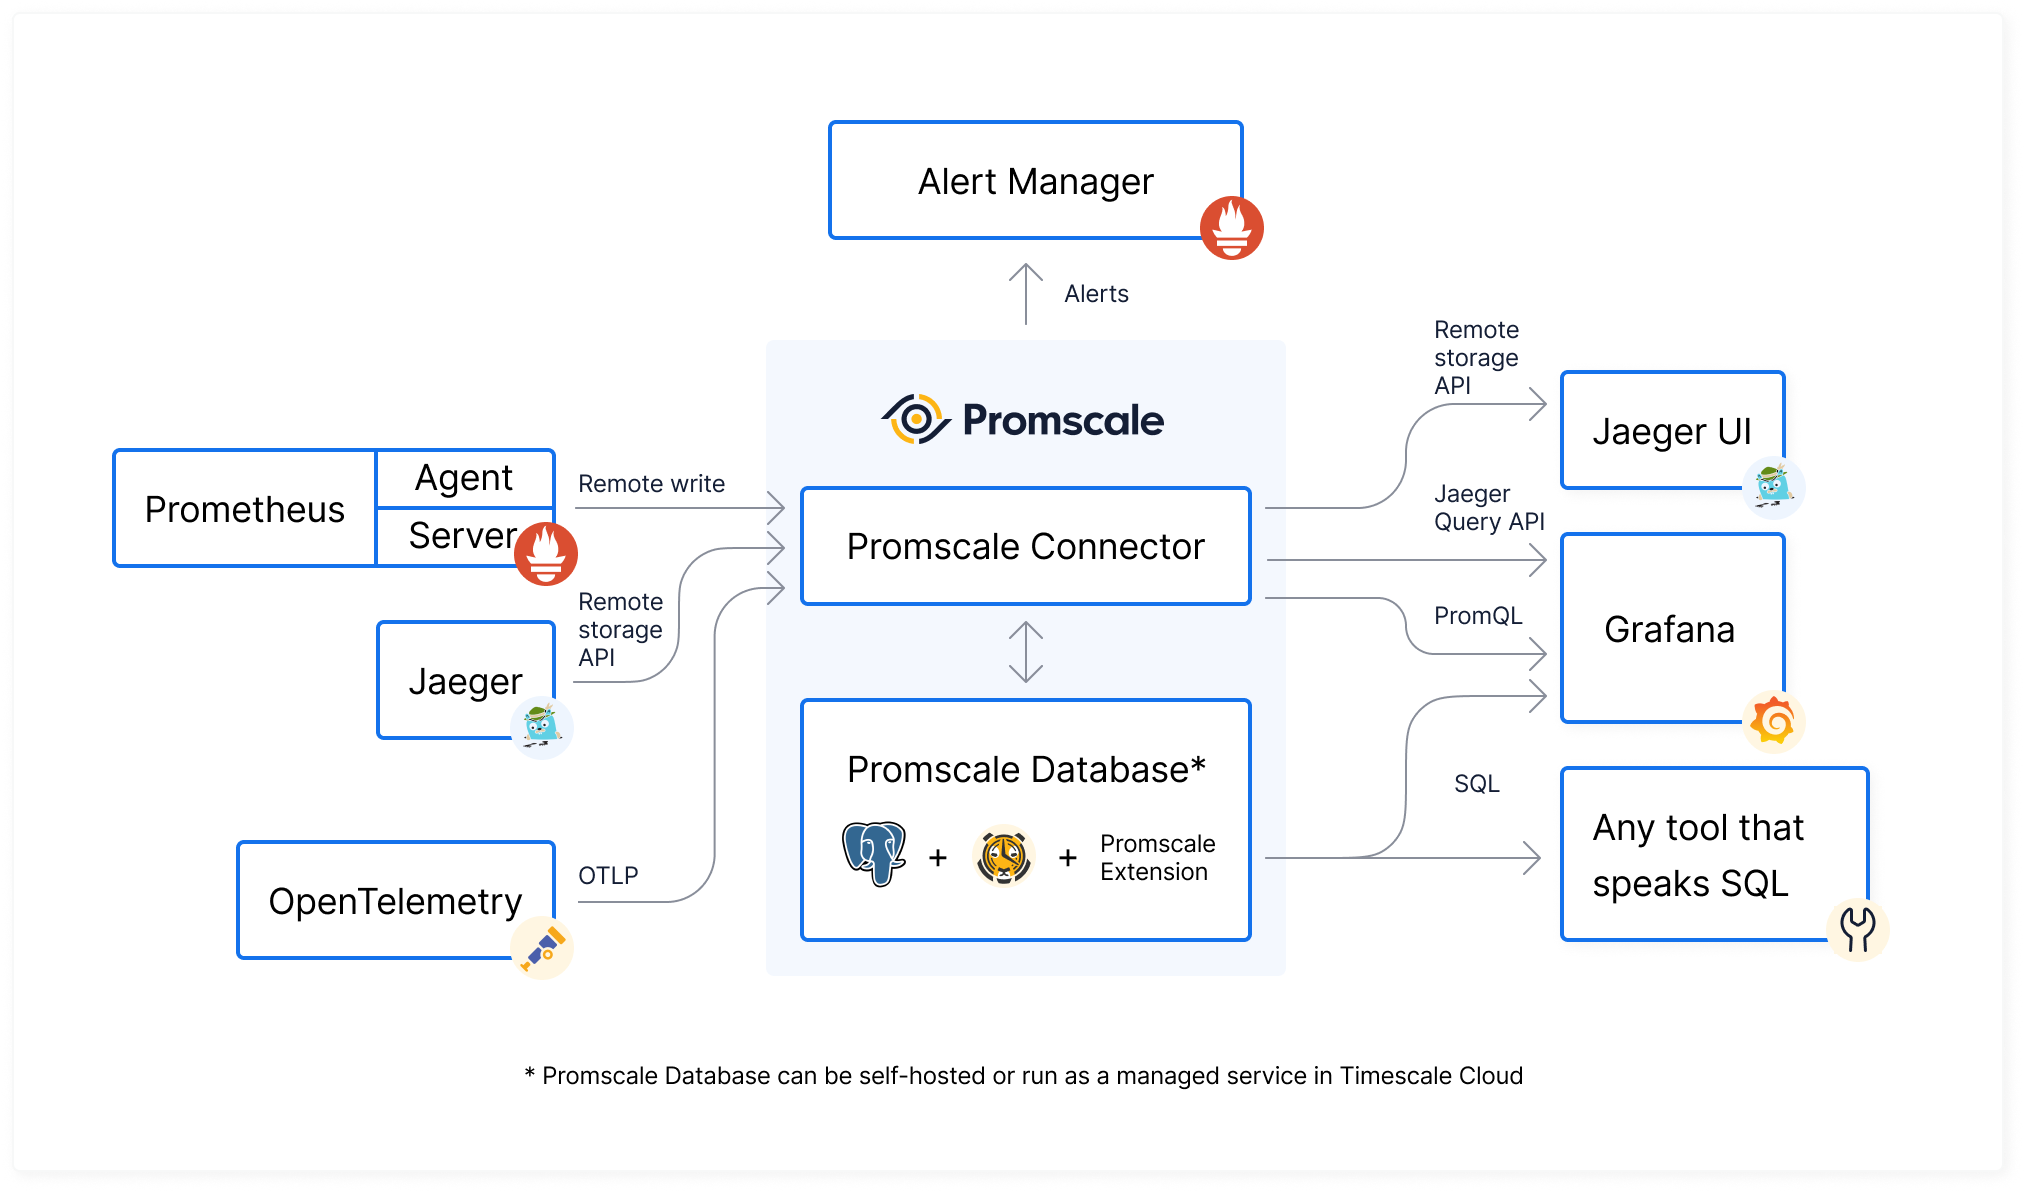 Alert Manager
Alerts
Promscale
Prometheus
Agent
Server
Remote write
Promscale Connector
Remote
storage
API
Jaeger
OpenTelemetry
OTLP
Promscale Database*
+
+
Promscale
Extension
Remote
storage
API
Jaeger UI
Jaeger
Query API
PromQL
Grafana
SQL
Any tool that
speaks SQL
* Promscale Database can be self-hosted or run as a managed service in Timescale Cloud